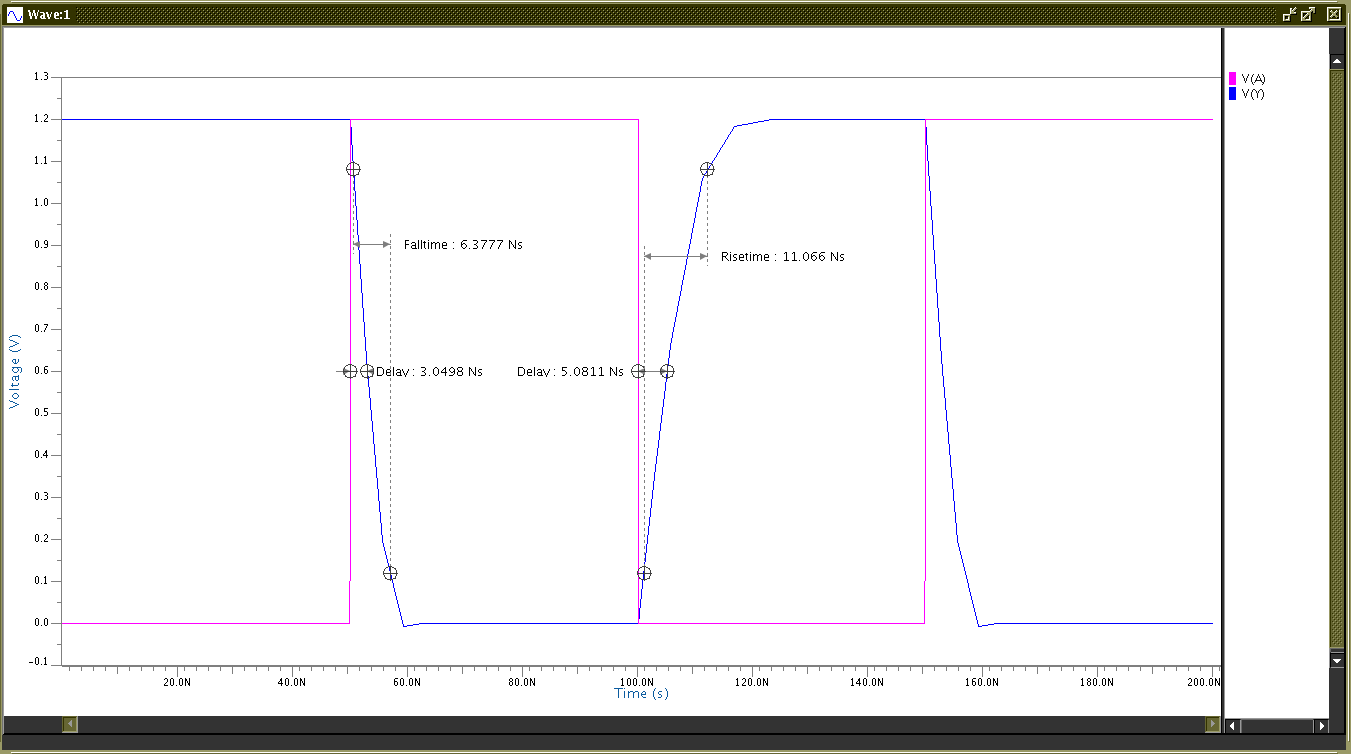 Wave:1
V(A)
V(Y)
1.3
1.2
1.1
1.0
0.9
Falltime : 6.3777 Ns
Risetime : 11.066 Ns
0.8
0.7
0.6
Delay : 3.0498 Ns
Delay : 5.0811 Ns
Voltage (V)
0.5
0.4
0.3
0.2
0.1
0.0
-0.1
20.0N 40.0N 60.0N 80.0N 100.0N 120.0N 140.0N 160.0N 180.0N 200.0N
Time (s)